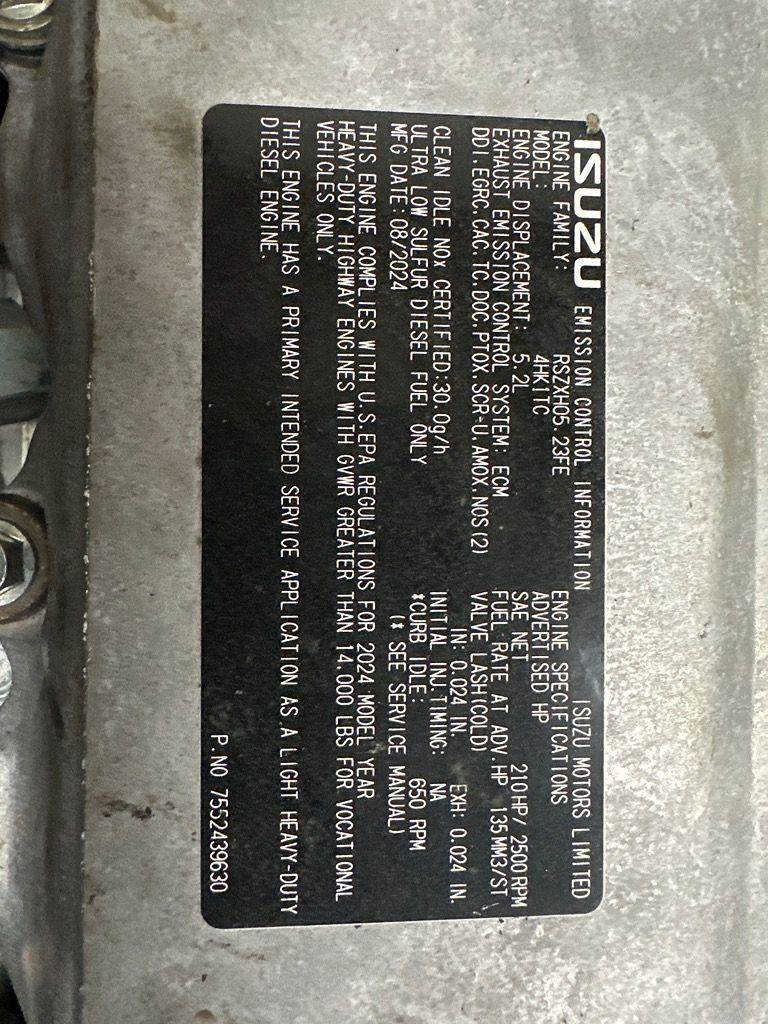 ISUZU EMISSION CONTROL INFORMATION ISUZU MOTORS LIMITED
ENGINE FAMILY: RSZXH05.23FE ENGINE SPECIFICATIONS
MODEL: 4HK1TC ADVERTISED HP
ENGINE DISPLACEMENT: 5.2L SAE NET 210HP/ 2500RPM
EXHAUST EMISSION CONTROL SYSTEM: ECM FUEL RATE AT ADV.HP 135MM3/ST
DDI.EGRC.CAC.TC.DOC.PTOX.SCR-U.AMOX.NOS(2) VALVE LASH(COLD)
IN: 0.024 IN. EXH: 0.024 IN.
CLEAN IDLE NOx CERTIFIED:30.0g/h INITIAL INJ.TIMING: NA
ULTRA LOW SULFUR DIESEL FUEL ONLY *CURB IDLE: 650 RPM
MFG DATE:08/2024 (* SEE SERVICE MANUAL)
THIS ENGINE COMPLIES WITH U.S.EPA REGULATIONS FOR 2024 MODEL YEAR
HEAVY-DUTY HIGHWAY ENGINES WITH GVWR GREATER THAN 14.000 LBS FOR VOCATIONAL
VEHICLES ONLY.
THIS ENGINE HAS A PRIMARY INTENDED SERVICE APPLICATION AS A LIGHT HEAVY-DUTY
DIESEL ENGINE.
P.NO 7552439630